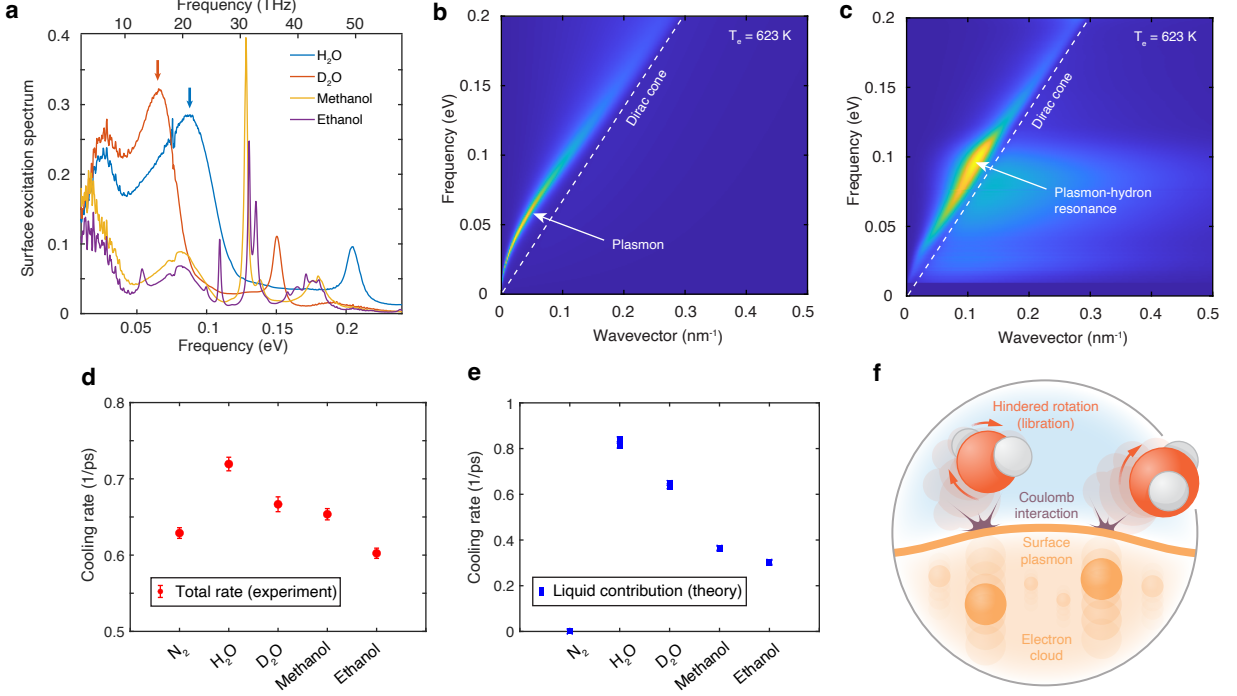 a
Frequency (THz)
10 20 30 40 50
0.4
0.3
0.2
0.1
0
Surface excitation spectrum
H₂O
D₂O
Methanol
Ethanol
0.05 0.1 0.15 0.2
Frequency (eV)
b
0.2
0.15
0.1
0.05
0
Frequency (eV)
Tₑ = 623 K
Dirac cone
Plasmon
0 0.1 0.2 0.3 0.4 0.5
Wavevector (nm⁻¹)
c
0.2
0.15
0.1
0.05
0
Frequency (eV)
Tₑ = 623 K
Dirac cone
Plasmon-hydron
resonance
0 0.1 0.2 0.3 0.4 0.5
Wavevector (nm⁻¹)
d
0.8
0.7
0.6
0.5
Cooling rate (1/ps)
Total rate (experiment)
N₂ H₂O D₂O Methanol Ethanol
e
1
0.8
0.6
0.4
0.2
0
Cooling rate (1/ps)
Liquid contribution (theory)
N₂ H₂O D₂O Methanol Ethanol
f
Hindered rotation
(libration)
Coulomb
interaction
Surface
plasmon
Electron
cloud